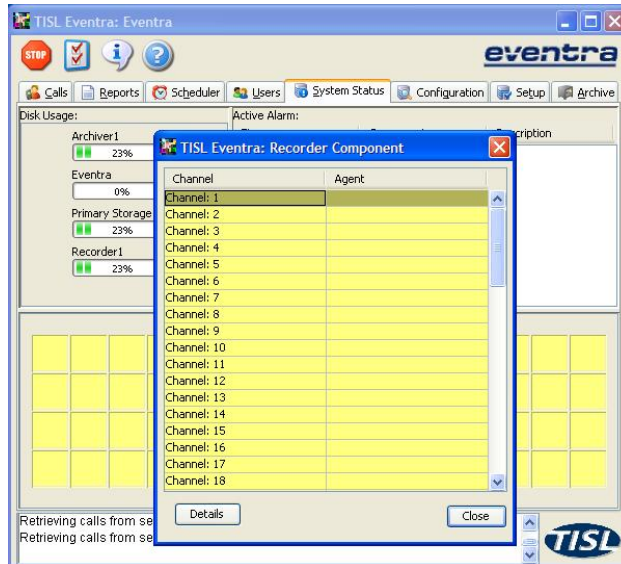 TISL Eventra: Eventra
STOP
eventra
Calls Reports Scheduler Users System Status Configuration Setup Archive
Disk Usage: Active Alarm:
Archiver1
23%
Eventra
0%
Primary Storage
23%
Recorder1
23%
TISL Eventra: Recorder Component
Channel Agent
Channel: 1
Channel: 2
Channel: 3
Channel: 4
Channel: 5
Channel: 6
Channel: 7
Channel: 8
Channel: 9
Channel: 10
Channel: 11
Channel: 12
Channel: 13
Channel: 14
Channel: 15
Channel: 16
Channel: 17
Channel: 18
Details Close
Retrieving calls from se
Retrieving calls from se
TISL